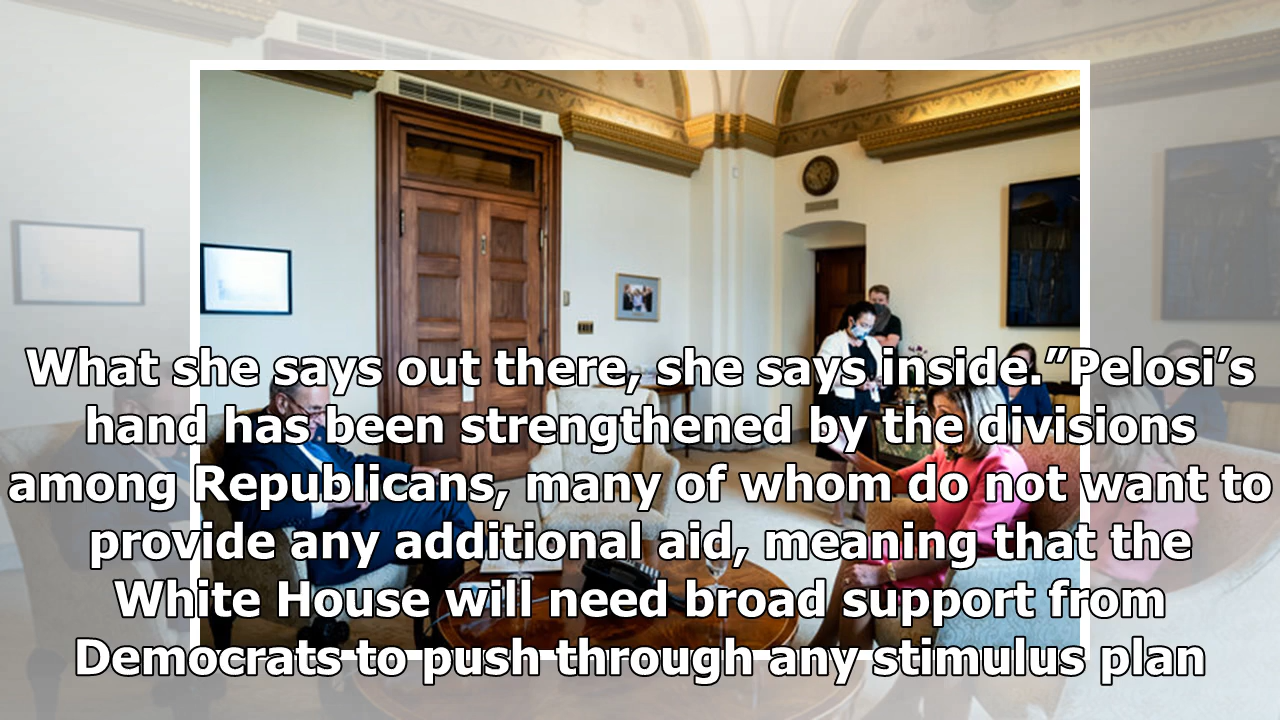 What she says out there, she says inside.”Pelosi’s
hand has been strengthened by the divisions
among Republicans, many of whom do not want to
provide any additional aid, meaning that the
White House will need broad support from
Democrats to push through any stimulus plan